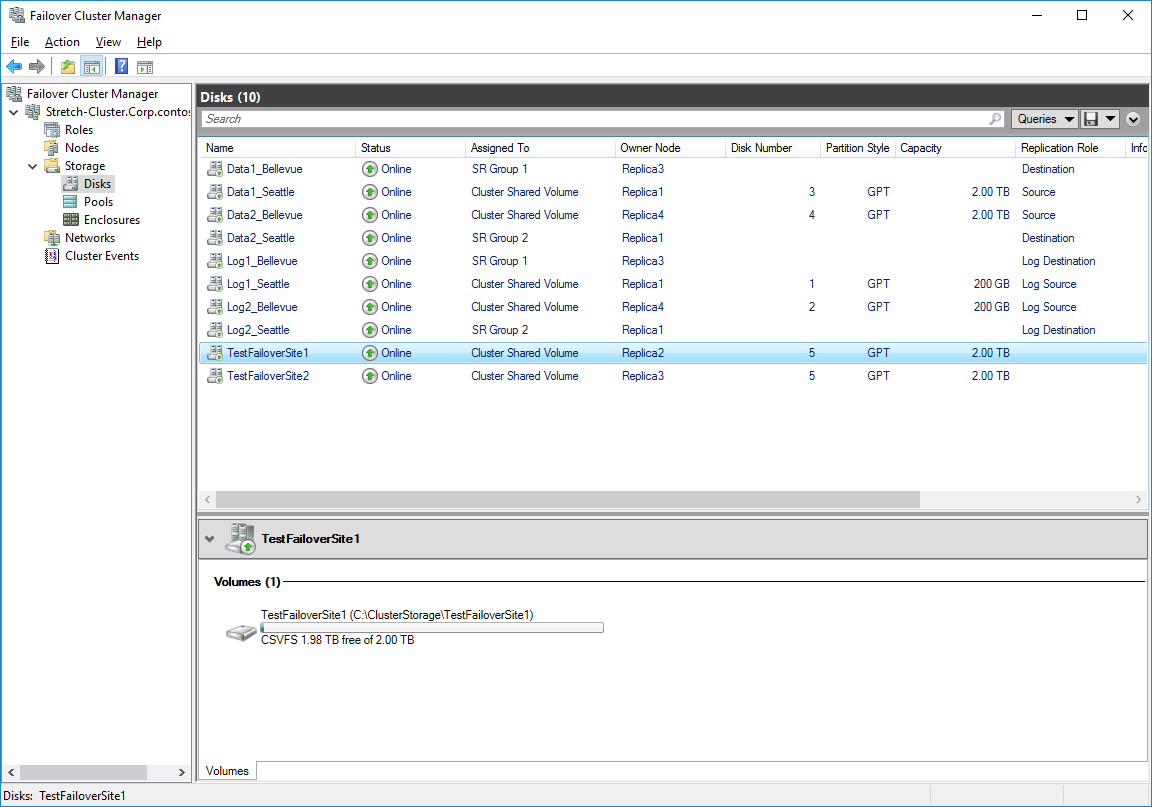 Failover Cluster Manager
File Action View Help
Failover Cluster Manager
Stretch-Cluster.Corp.contos
Roles
Nodes
Storage
Disks
Pools
Enclosures
Networks
Cluster Events
Disks (10)
Search Queries
Name Status Assigned To Owner Node Disk Number Partition Style Capacity Replication Role Info
Data1_Bellevue Online SR Group 1 Replica3 Destination
Data1_Seattle Online Cluster Shared Volume Replica1 3 GPT 2.00 TB Source
Data2_Bellevue Online Cluster Shared Volume Replica4 4 GPT 2.00 TB Source
Data2_Seattle Online SR Group 2 Replica1 Destination
Log1_Bellevue Online SR Group 1 Replica3 Log Destination
Log1_Seattle Online Cluster Shared Volume Replica1 1 GPT 200 GB Log Source
Log2_Bellevue Online Cluster Shared Volume Replica4 2 GPT 200 GB Log Source
Log2_Seattle Online SR Group 2 Replica1 Log Destination
TestFailoverSite1 Online Cluster Shared Volume Replica2 5 GPT 2.00 TB
TestFailoverSite2 Online Cluster Shared Volume Replica3 5 GPT 2.00 TB
TestFailoverSite1
Volumes (1)
TestFailoverSite1 (C:\ClusterStorage\TestFailoverSite1)
CSVFS 1.98 TB free of 2.00 TB
Volumes
Disks: TestFailoverSite1